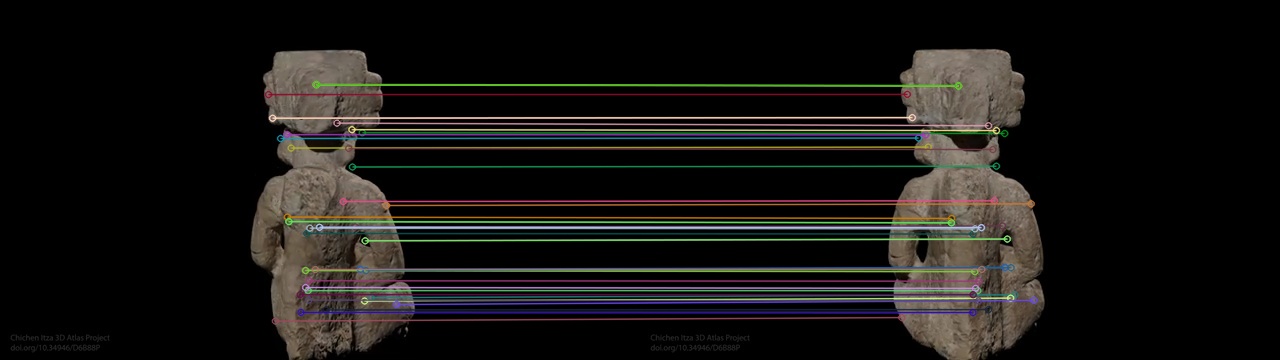 Chichen Itza 3D Atlas Project
doi.org/10.34946/D6B88P
Chichen Itza 3D Atlas Project
doi.org/10.34946/D6B88P